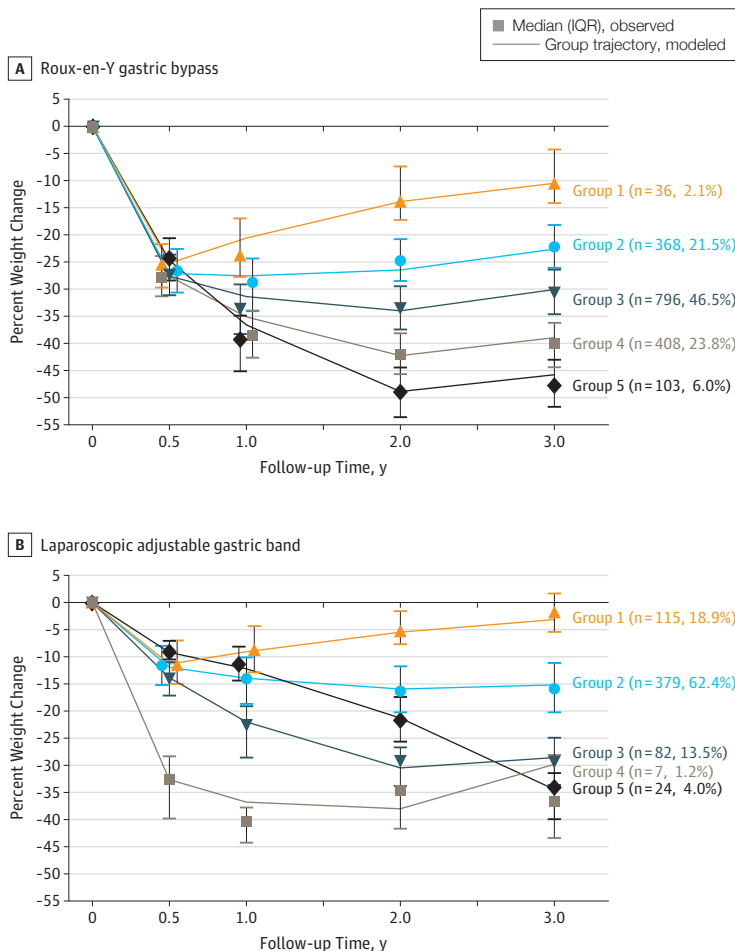 Median (IQR), observed
Group trajectory, modeled
A Roux-en-Y gastric bypass
5
0
-5
-10
-15
-20
-25
-30
-35
-40
-45
-50
-55
Percent Weight Change
Group 1 (n=36, 2.1%)
Group 2 (n=368, 21.5%)
Group 3 (n=796, 46.5%)
Group 4 (n=408, 23.8%)
Group 5 (n=103, 6.0%)
0 0.5 1.0 2.0 3.0
Follow-up Time, y
B Laparoscopic adjustable gastric band
5
0
-5
-10
-15
-20
-25
-30
-35
-40
-45
-50
-55
Percent Weight Change
Group 1 (n=115, 18.9%)
Group 2 (n=379, 62.4%)
Group 3 (n=82, 13.5%)
Group 4 (n=7, 1.2%)
Group 5 (n=24, 4.0%)
0 0.5 1.0 2.0 3.0
Follow-up Time, y